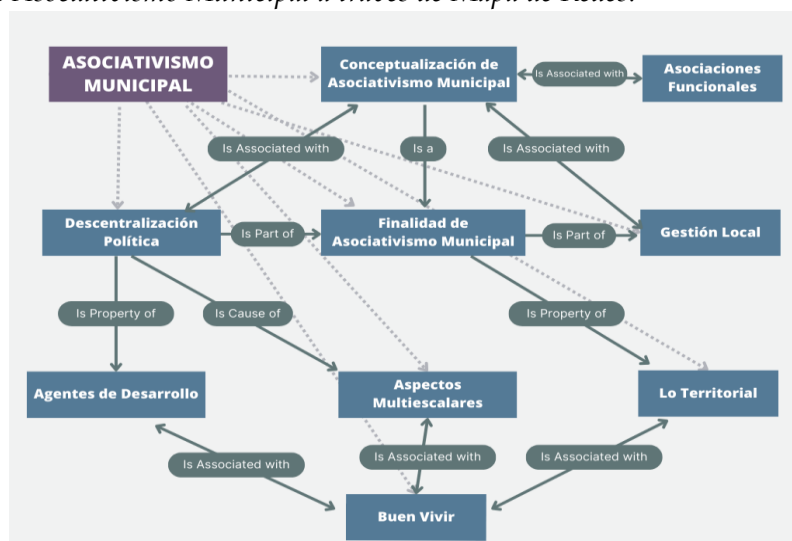 Asociativismo Municipal a través de Mapa de Redes.
ASOCIATIVISMO
MUNICIPAL
Conceptualización de
Asociativismo Municipal
Is Associated with
Asociaciones
Funcionales
Is Associated with
Is a
Is Associated with
Descentralización
Política
Is Part of
Finalidad de
Asociativismo Municipal
Is Part of
Gestión Local
Is Property of
Is Cause of
Is Property of
Agentes de Desarrollo
Aspectos
Multiescalares
Lo Territorial
Is Associated with
Is Associated with
Is Associated with
Buen Vivir